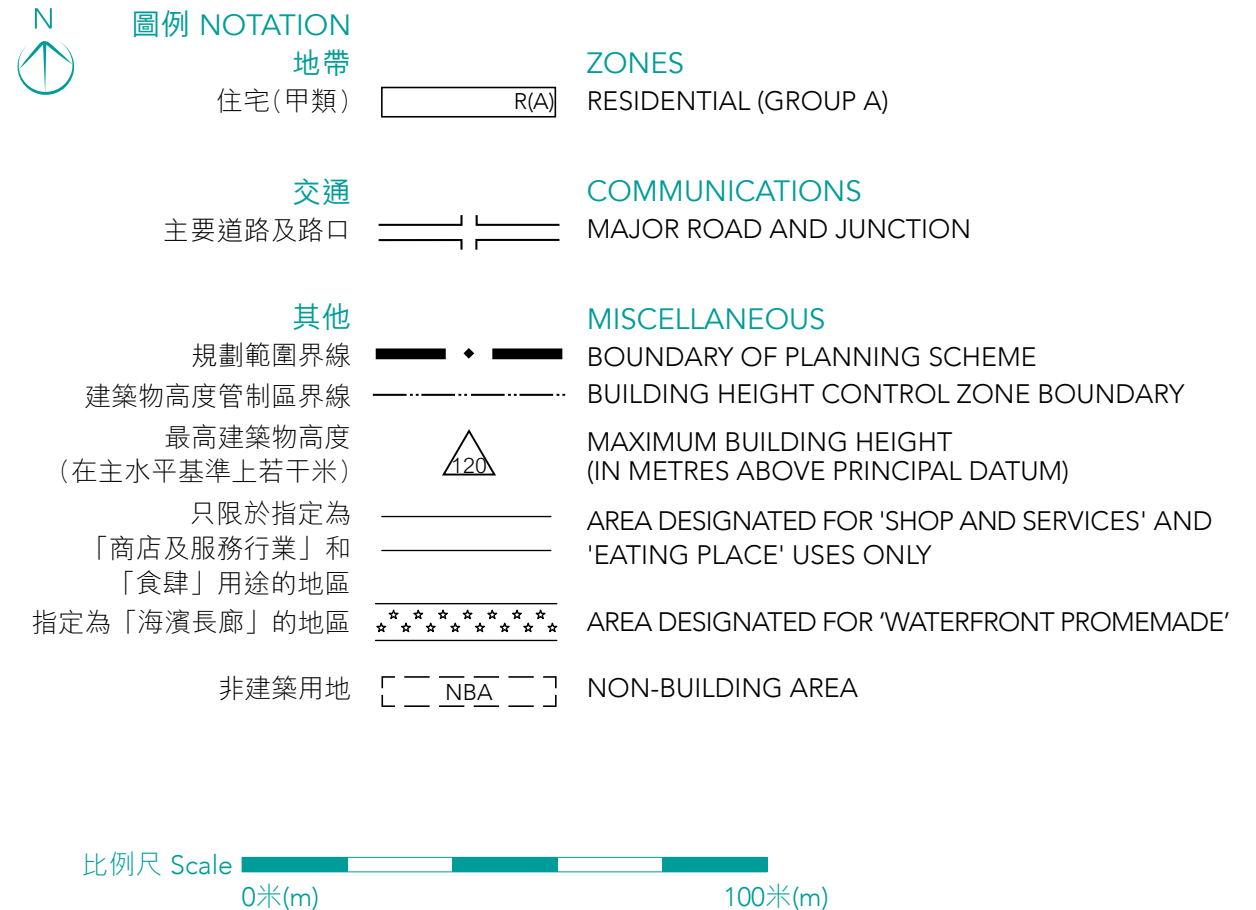 N
圖例 NOTATION
地帶 ZONES
住宅(甲類) R(A) RESIDENTIAL (GROUP A)
交通 COMMUNICATIONS
主要道路及路口 MAJOR ROAD AND JUNCTION
其他 MISCELLANEOUS
規劃範圍界線 BOUNDARY OF PLANNING SCHEME
建築物高度管制區界線 BUILDING HEIGHT CONTROL ZONE BOUNDARY
最高建築物高度
(在主水平基準上若干米)
120
MAXIMUM BUILDING HEIGHT
(IN METRES ABOVE PRINCIPAL DATUM)
只限於指定為
「商店及服務行業」和
「食肆」用途的地區
AREA DESIGNATED FOR 'SHOP AND SERVICES' AND
'EATING PLACE' USES ONLY
指定為「海濱長廊」的地區 AREA DESIGNATED FOR ‘WATERFRONT PROMEMADE’
非建築用地 NBA NON-BUILDING AREA
比例尺 Scale
0米(m) 100米(m)